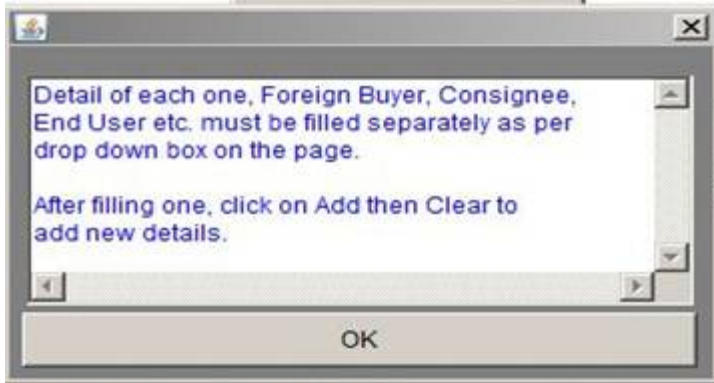 Detail of each one, Foreign Buyer, Consignee,
End User etc. must be filled separately as per
drop down box on the page.
After filling one, click on Add then Clear to
add new details.
OK